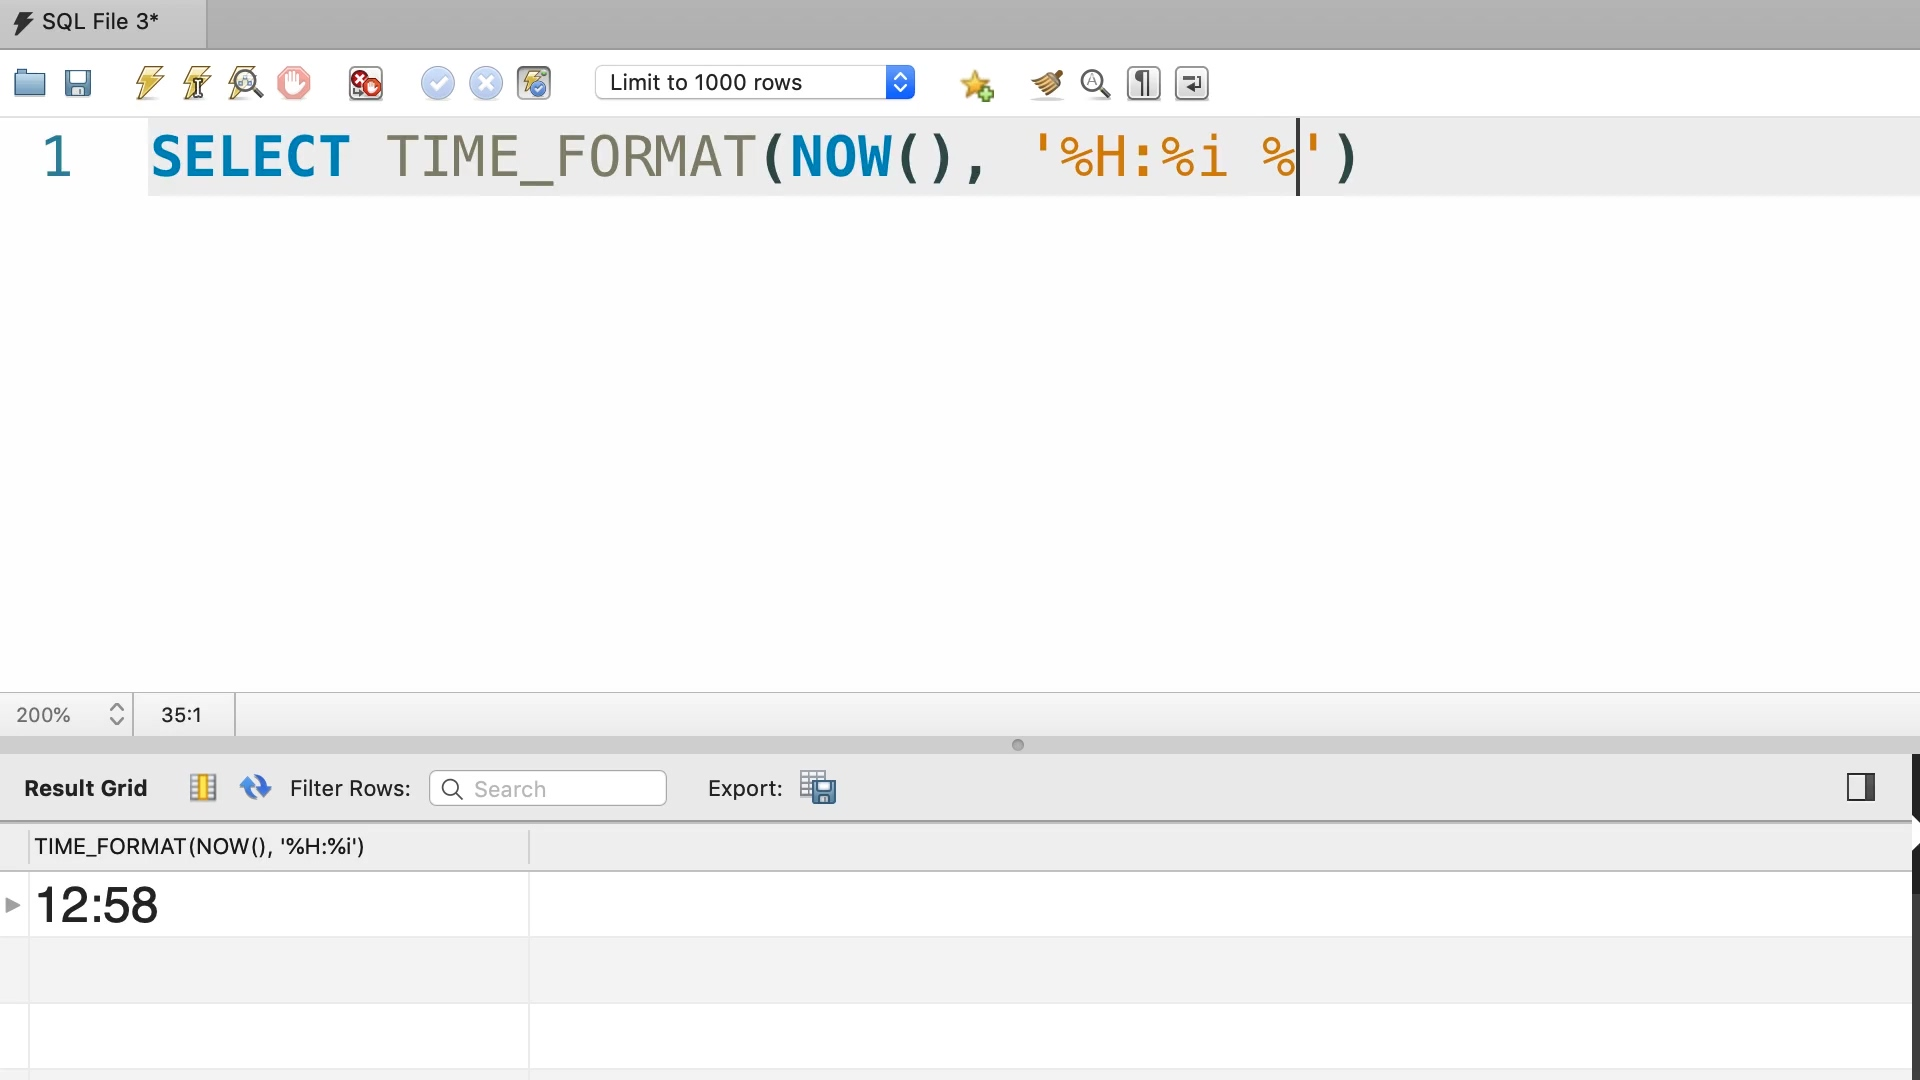 SQL File 3*
Limit to 1000 rows
1 SELECT TIME_FORMAT(NOW(), '%H:%i %')
200% 35:1
Result Grid Filter Rows: Search Export:
TIME_FORMAT(NOW(), '%H:%i')
12:58